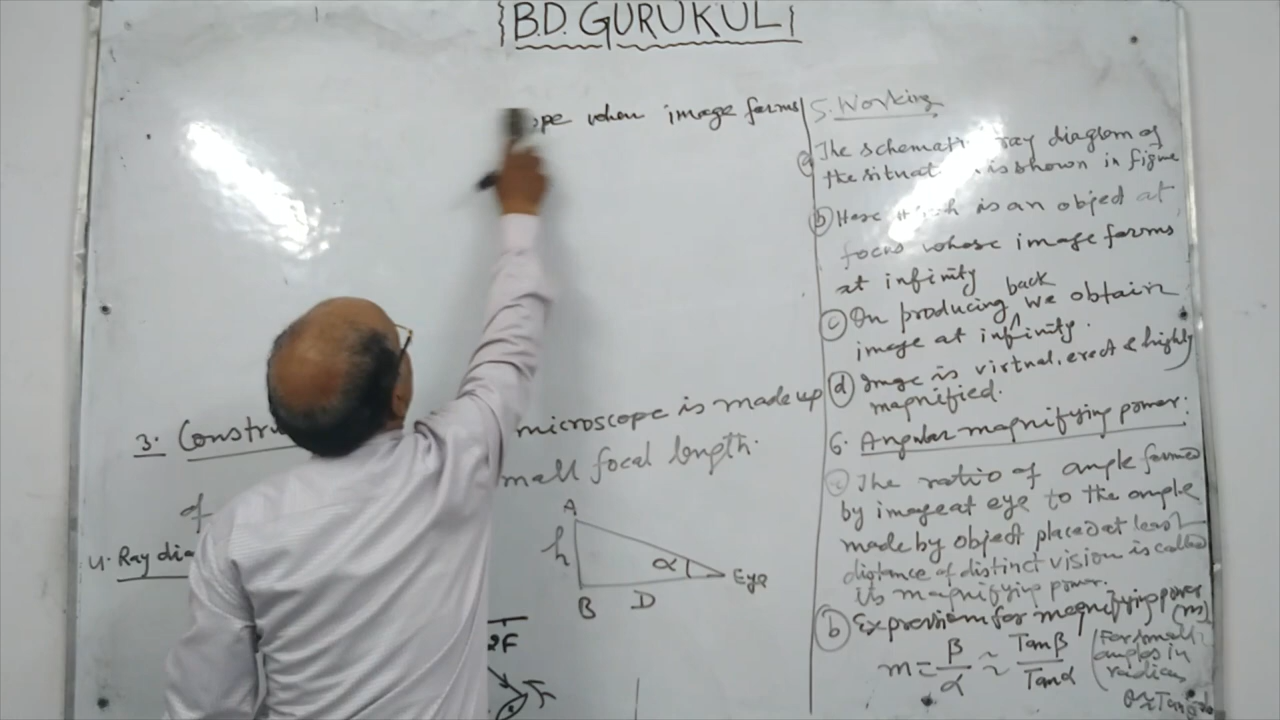 B.D. GURUKUL
ope when image forms
3. Constru
microscope is made up
of
mall focal length.
4. Ray dia
A
h
α
Eye
B
D
2F
5. Working
a The schemati ray diagram of
the situat is shown in figure
b Here is an object at
focus whose image forms
at infinity
c On producing back we obtain
image at infinity.
d Image is virtual, erect & highly
magnified.
6. Angular magnifying power:
a The ratio of angle formed
by image at eye to the angle
made by object placed at least
distance of distinct vision is called
its magnifying power.
b Expression for magnifying power
(m)
m = β/α ≈ Tanβ/Tanα
(For small
angles in
radian
θ≈Tanθ